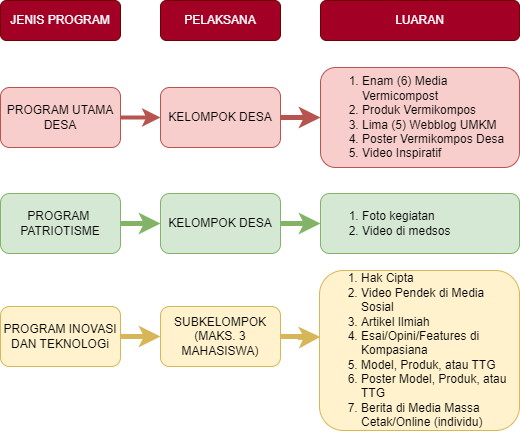 JENIS PROGRAM
PELAKSANA
LUARAN
PROGRAM UTAMA
DESA
KELOMPOK DESA
1. Enam (6) Media
Vermicompost
2. Produk Vermikompos
3. Lima (5) Webblog UMKM
4. Poster Vermikompos Desa
5. Video Inspiratif
PROGRAM
PATRIOTISME
KELOMPOK DESA
1. Foto kegiatan
2. Video di medsos
PROGRAM INOVASI
DAN TEKNOLOGi
SUBKELOMPOK
(MAKS. 3
MAHASISWA)
1. Hak Cipta
2. Video Pendek di Media
Sosial
3. Artikel Ilmiah
4. Esai/Opini/Features di
Kompasiana
5. Model, Produk, atau TTG
6. Poster Model, Produk, atau
TTG
7. Berita di Media Massa
Cetak/Online (individu)